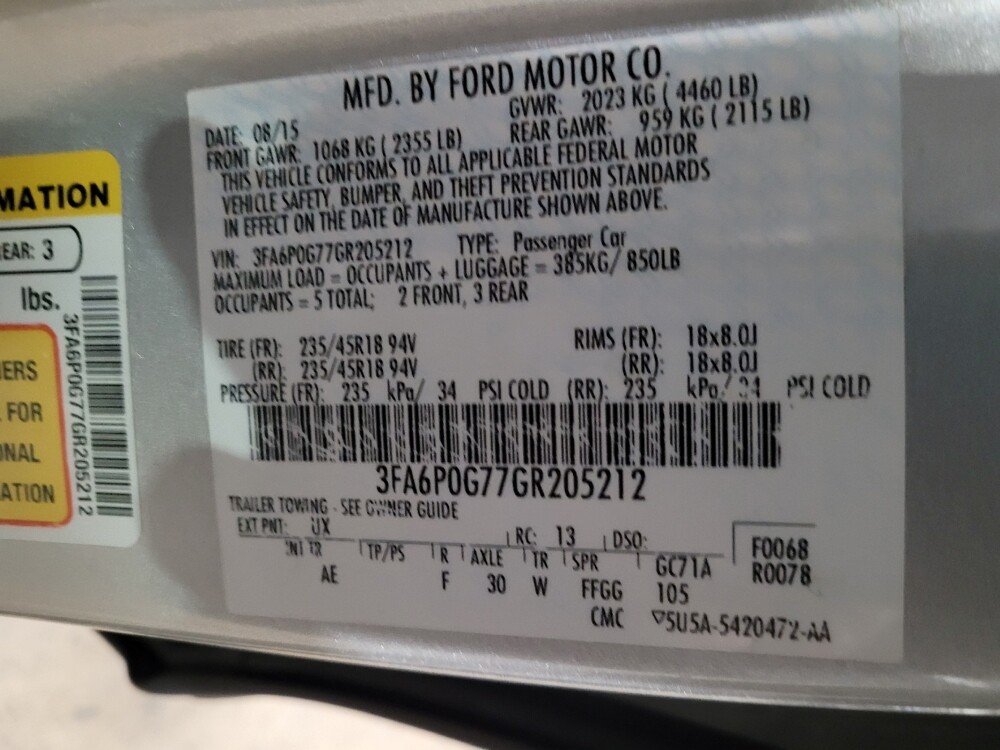 MFD. BY FORD MOTOR CO.
DATE: 08/15 GVWR: 2023 KG ( 4460 LB)
FRONT GAWR: 1068 KG ( 2355 LB) REAR GAWR: 959 KG ( 2115 LB)
THIS VEHICLE CONFORMS TO ALL APPLICABLE FEDERAL MOTOR
VEHICLE SAFETY, BUMPER, AND THEFT PREVENTION STANDARDS
IN EFFECT ON THE DATE OF MANUFACTURE SHOWN ABOVE.
VIN: 3FA6P0G77GR205212 TYPE: Passenger Car
MAXIMUM LOAD = OCCUPANTS + LUGGAGE = 385KG/ 850LB
OCCUPANTS = 5 TOTAL; 2 FRONT, 3 REAR
TIRE (FR): 235/45R18 94V RIMS (FR): 18x8.0J
(RR): 235/45R18 94V (RR): 18x8.0J
PRESSURE (FR): 235 kPa/ 34 PSI COLD (RR): 235 kPa/ 34 PSI COLD
3FA6P0G77GR205212
TRAILER TOWING - SEE OWNER GUIDE
EXT PNT: UX RC: 13 DSO:
INT TR TP/PS R AXLE TR SPR GC71A
AE F 30 W FFGG 105
CMC ▽5U5A-5420472-AA
F0068
R0078
MATION
EAR: 3
lbs.
3FA6P0G77GR205212
ERS
FOR
NAL
ATION